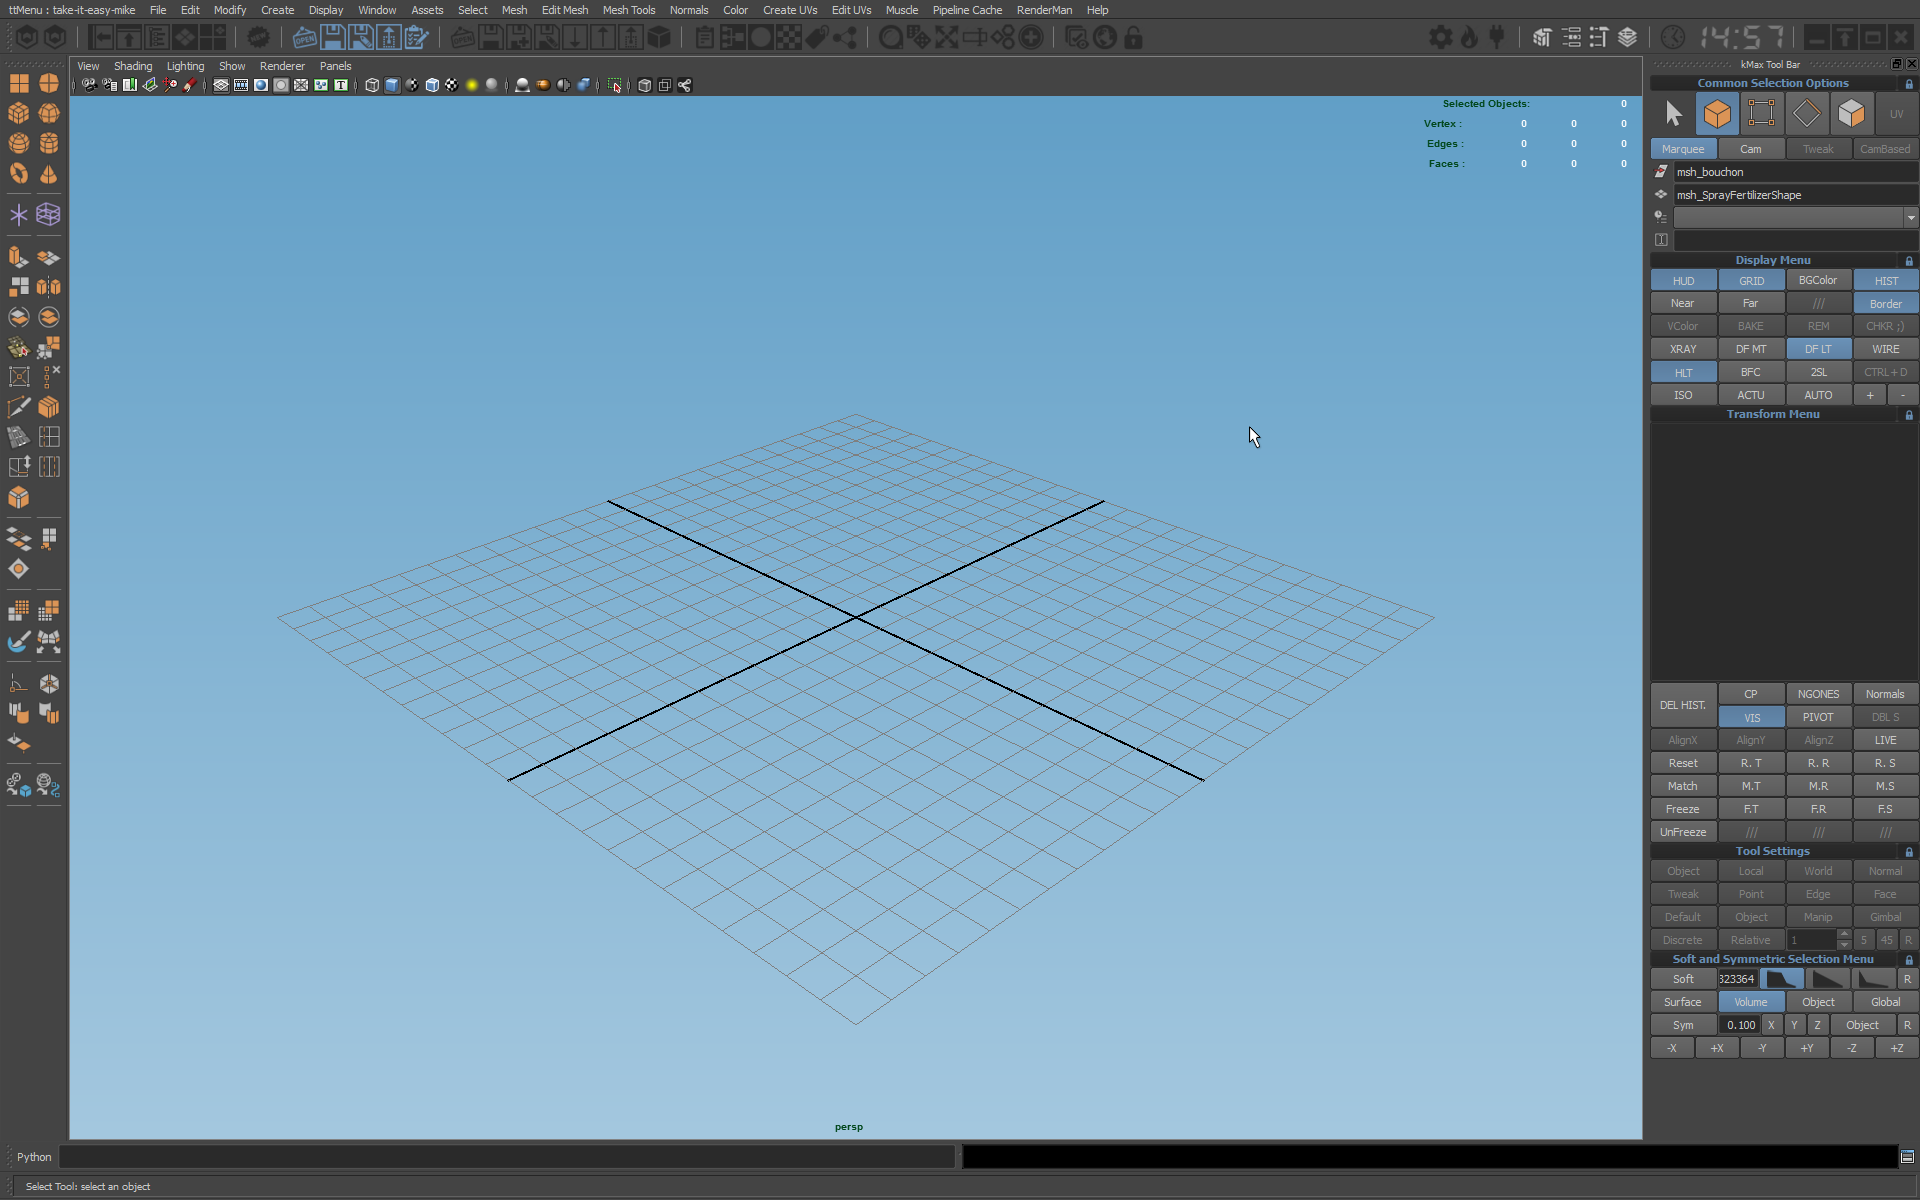 ttMenu : take-it-easy-mike File Edit Modify Create Display Window Assets Select Mesh Edit Mesh Mesh Tools Normals Color Create UVs Edit UVs Muscle Pipeline Cache RenderMan Help
OPEN OPEN 14:57
View Shading Lighting Show Renderer Panels
kMax Tool Bar
Common Selection Options
UV
Marquee Cam Tweak CamBased
msh_bouchon
msh_SprayFertilizerShape
Display Menu
HUD GRID BGColor HIST
Near Far /// Border
VColor BAKE REM CHKR ;)
XRAY DF MT DF LT WIRE
HLT BFC 2SL CTRL+D
ISO ACTU AUTO + -
Transform Menu
DEL HIST. CP NGONES Normals
VIS PIVOT DBL S
AlignX AlignY AlignZ LIVE
Reset R. T R. R R. S
Match M.T M.R M.S
Freeze F.T F.R F.S
UnFreeze /// /// ///
Tool Settings
Object Local World Normal
Tweak Point Edge Face
Default Object Manip Gimbal
Discrete Relative 1 5 45 R
Soft and Symmetric Selection Menu
Soft 323364 R
Surface Volume Object Global
Sym 0.100 X Y Z Object R
-X +X -Y +Y -Z +Z
Selected Objects: 0
Vertex : 0 0 0
Edges : 0 0 0
Faces : 0 0 0
persp
Python
Select Tool: select an object